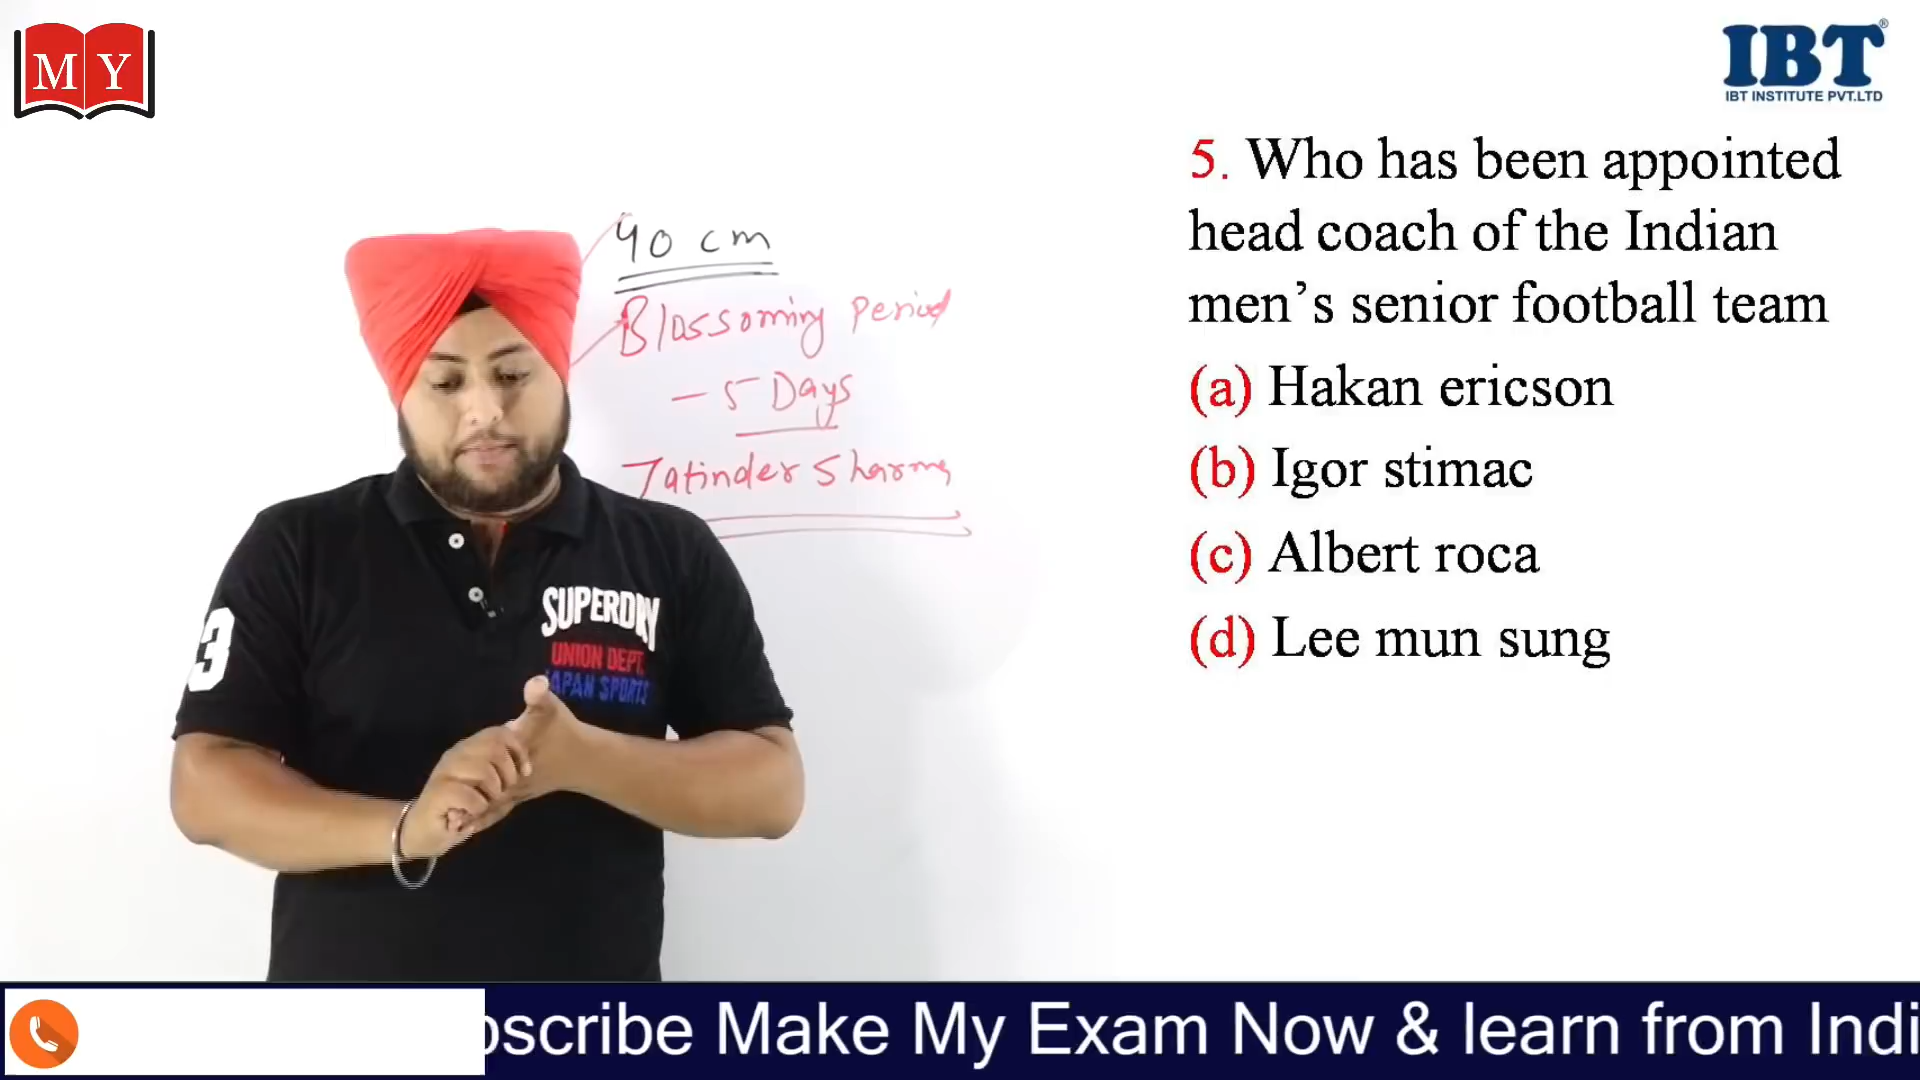 M Y
IBT
IBT INSTITUTE PVT.LTD
5. Who has been appointed
head coach of the Indian
men’s senior football team
(a) Hakan ericson
(b) Igor stimac
(c) Albert roca
(d) Lee mun sung
90 cm
Blossoming Period
- 5 Days
Jatinder Sharma
3
SUPERDRY
UNION DEPT.
JAPAN SPORTS
bscribe Make My Exam Now & learn from Indi